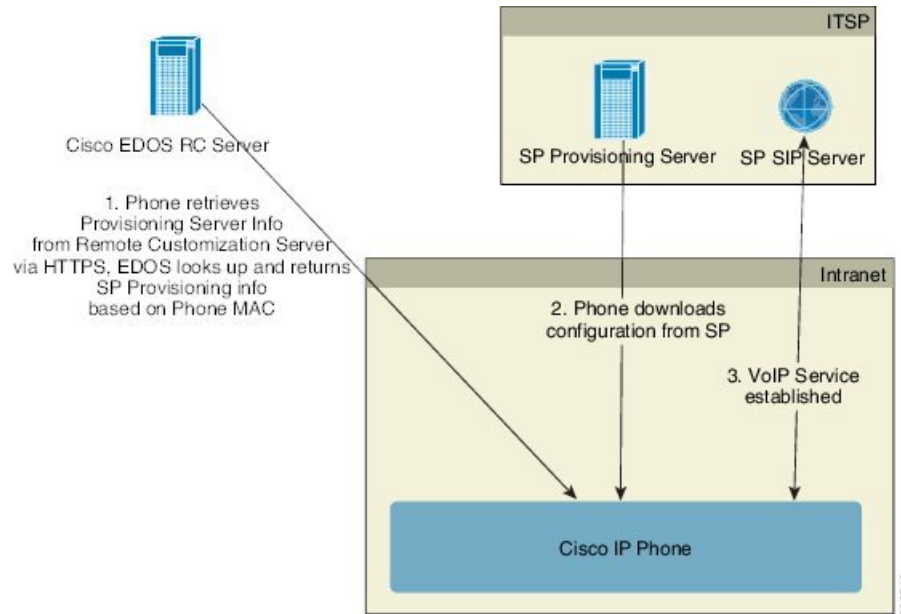 ITSP
Cisco EDOS RC Server
SP Provisioning Server
SP SIP Server
1. Phone retrieves
Provisioning Server Info
from Remote Customization Server
via HTTPS, EDOS looks up and returns
SP Provisioning info
based on Phone MAC
Intranet
2. Phone downloads
configuration from SP
3. VoIP Service
established
Cisco IP Phone